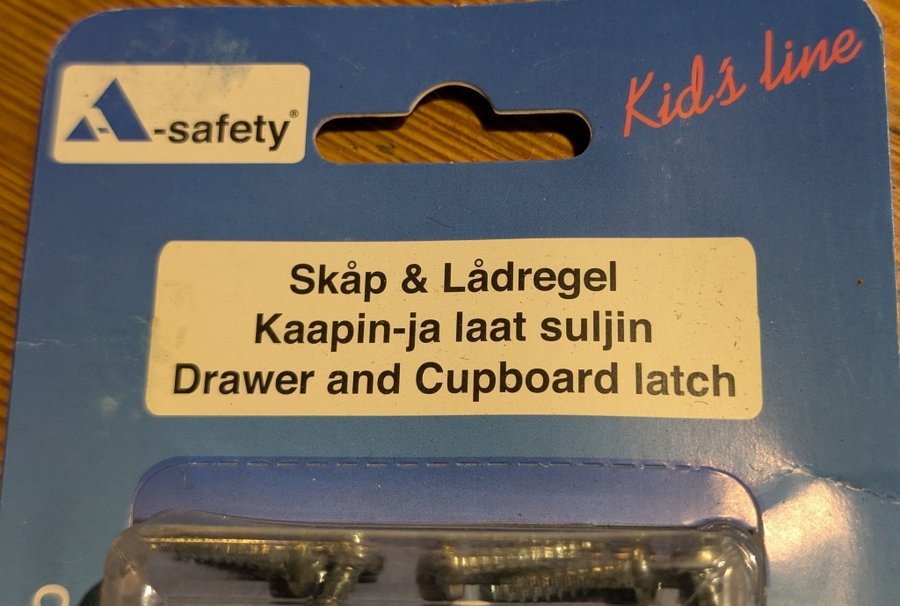 A-safety®
Kid's line
Skåp & Lådregel
Kaapin-ja laat suljin
Drawer and Cupboard latch